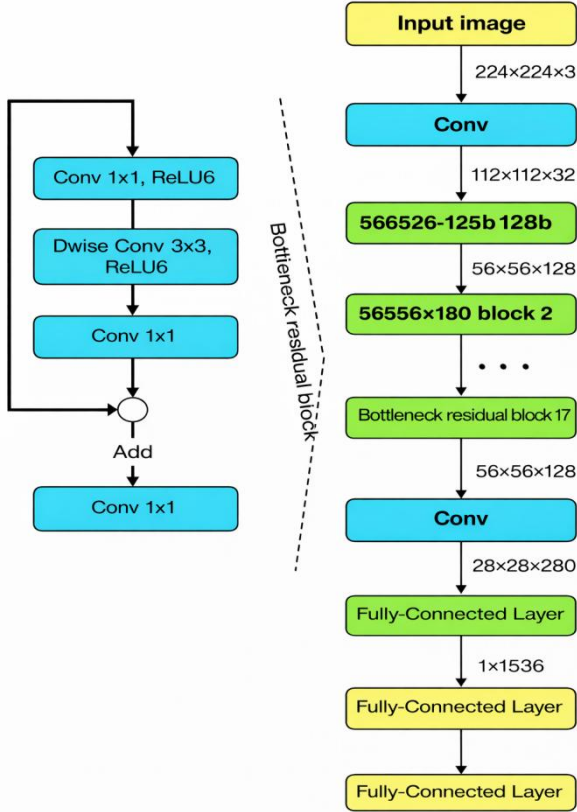 Conv 1x1, ReLU6
Dwise Conv 3x3,
ReLU6
Conv 1x1
Add
Conv 1x1
Bottieneck residual biock
Input image
224×224×3
Conv
112×112×32
566526-125b 128b
56×56×128
56556×180 block 2
• • •
Bottleneck residual block 17
56×56×128
Conv
28×28×280
Fully-Connected Layer
1×1536
Fully-Connected Layer
Fully-Connected Layer